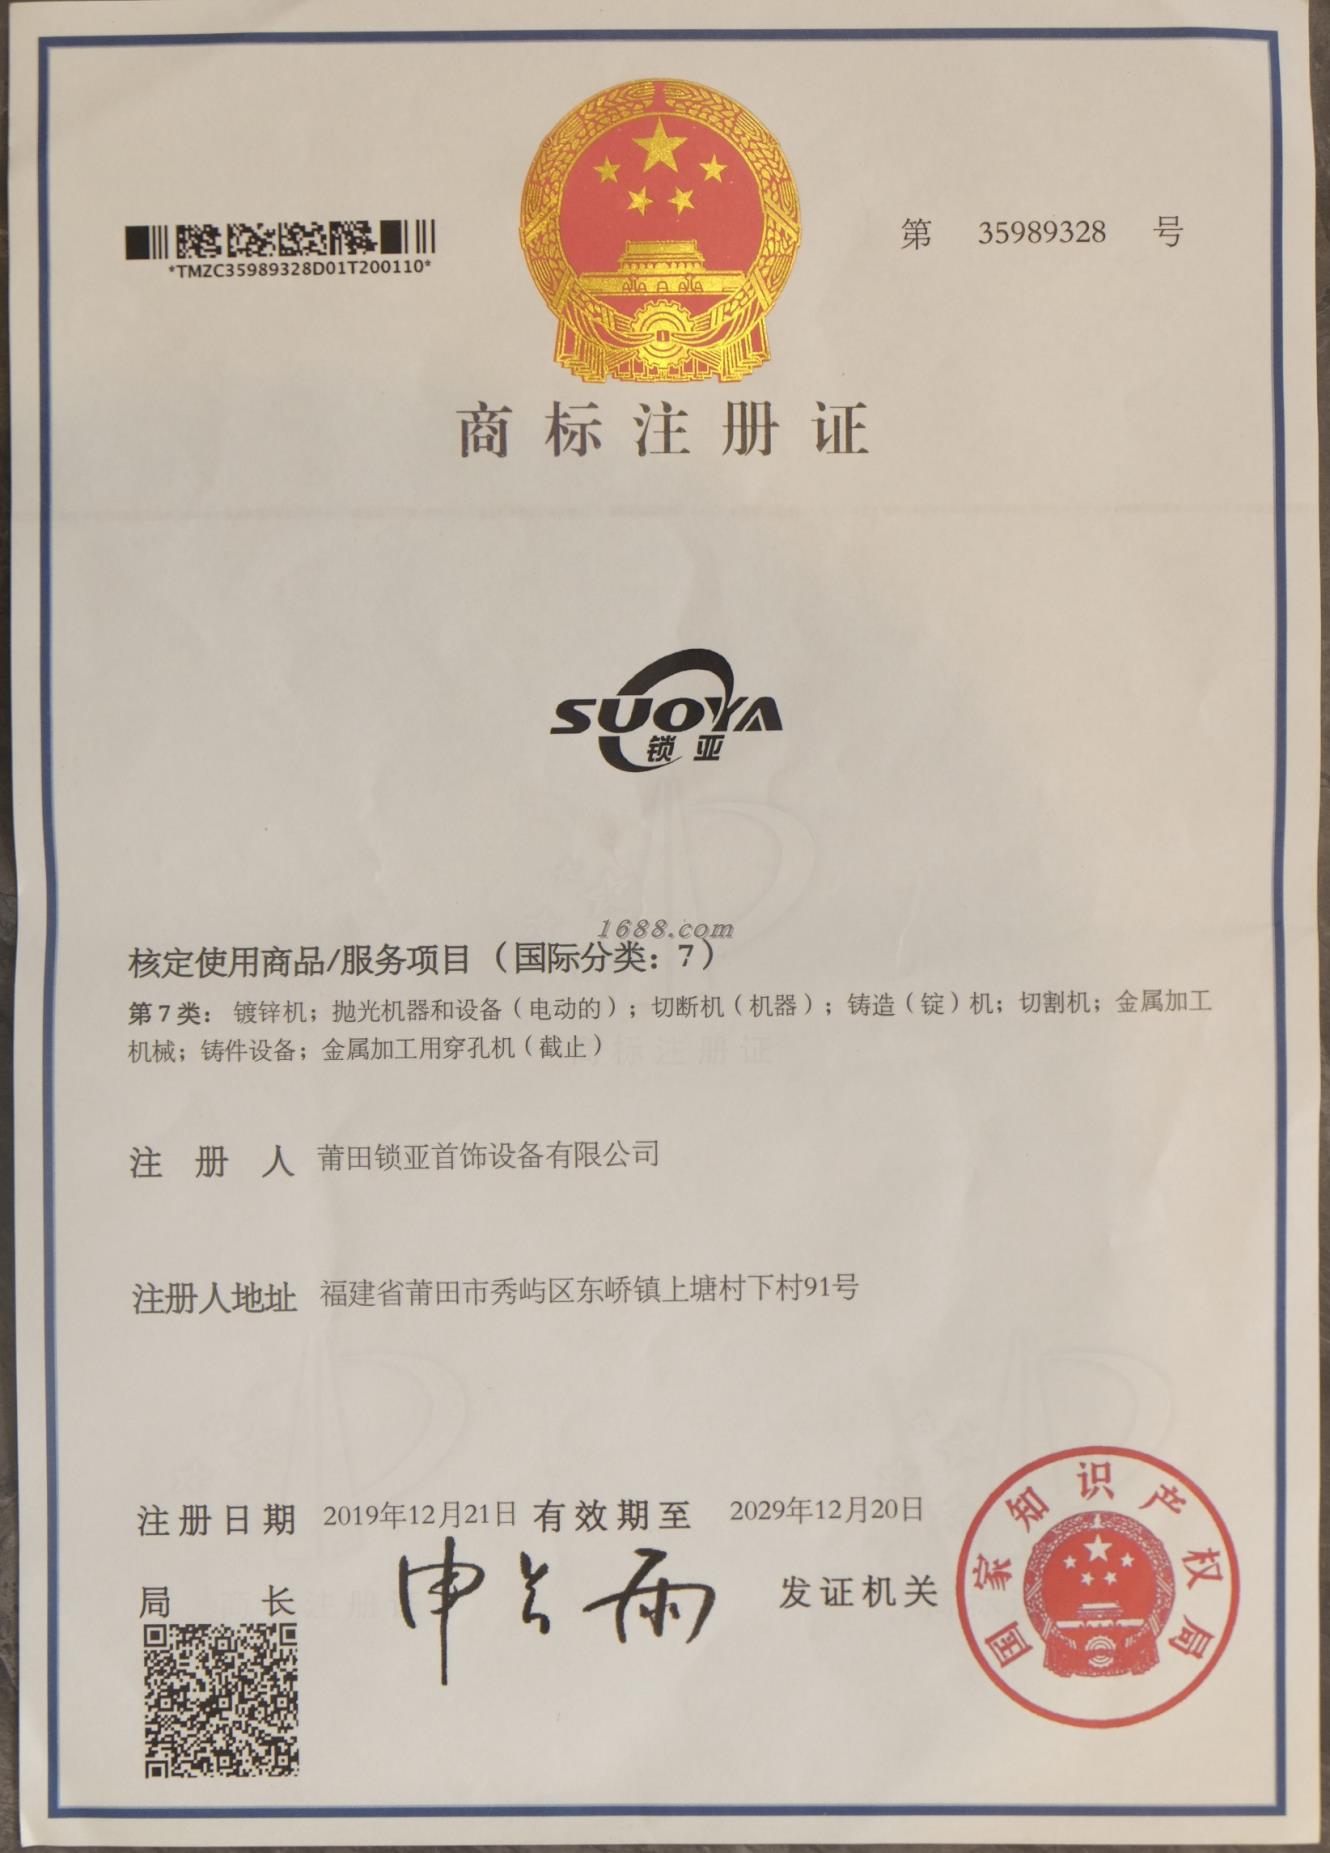 第 35989328 号
*TMZC35989328D01T200110*
商标注册证
SUOYA
锁亚
1688.com
核定使用商品/服务项目（国际分类：7）
第7类：镀锌机；抛光机器和设备（电动的）；切断机（机器）；铸造（锭）机；切割机；金属加工
机械；铸件设备；金属加工用穿孔机（截止）
商标注册证
注册人 莆田锁亚首饰设备有限公司
注册人地址 福建省莆田市秀屿区东峤镇上塘村下村91号
注册日期 2019年12月21日 有效期至 2029年12月20日
局长 申长雨 发证机关
国家知识产权局